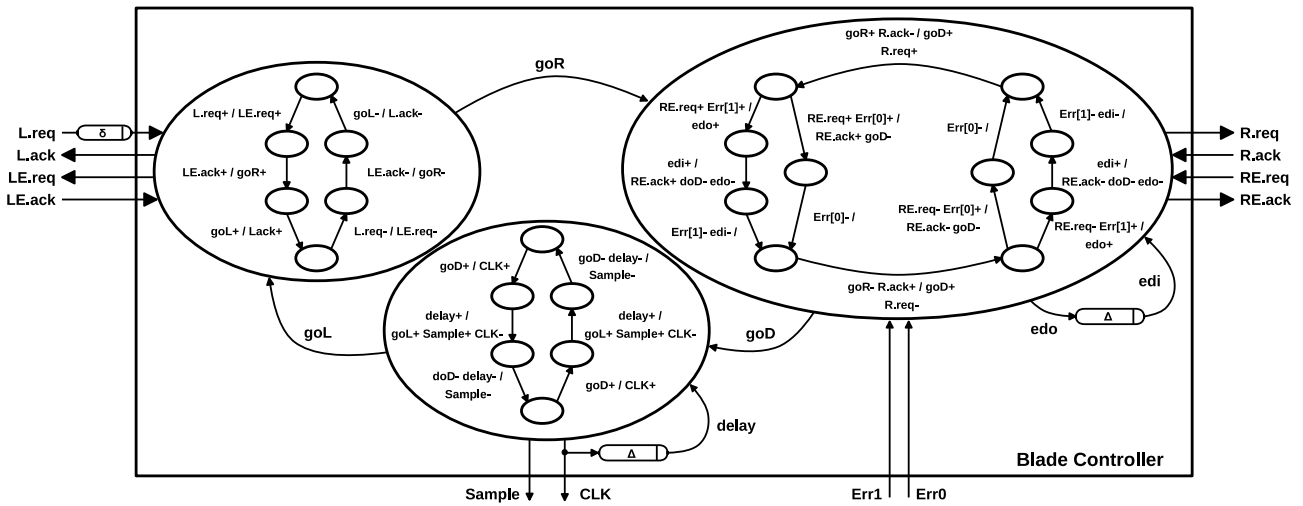 goR+ R.ack- / goD+
R.req+
goR
L.req+ / LE.req+
goL- / L.ack-
RE.req+ Err[1]+ /
edo+
RE.req+ Err[0]+ /
RE.ack+ goD-
Err[0]- /
Err[1]- edi- /
L.req
δ
L.ack
LE.req
LE.ack
LE.ack+ / goR+
LE.ack- / goR-
edi+ /
RE.ack+ doD- edo-
edi+ /
RE.ack- doD- edo-
R.req
R.ack
RE.req
RE.ack
goL+ / Lack+
L.req- / LE.req-
Err[1]- edi- /
Err[0]- /
RE.req- Err[0]+ /
RE.ack- goD-
RE.req- Err[1]+ /
edo+
goD+ / CLK+
goD- delay- /
Sample-
goR- R.ack+ / goD+
R.req-
edi
edo
Δ
delay+ /
goL+ Sample+ CLK-
delay+ /
goL+ Sample+ CLK-
goL
goD
doD- delay- /
Sample-
goD+ / CLK+
delay
Δ
Blade Controller
Sample
CLK
Err1
Err0